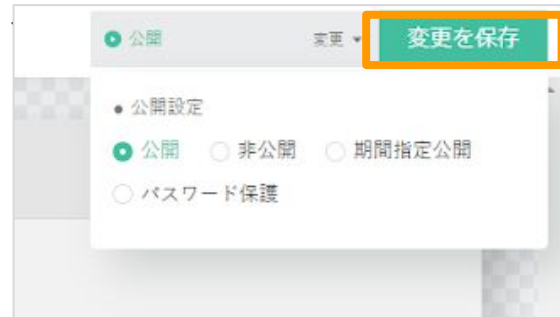 公開 変更 変更を保存
公開設定
公開 非公開 期間指定公開
パスワード保護